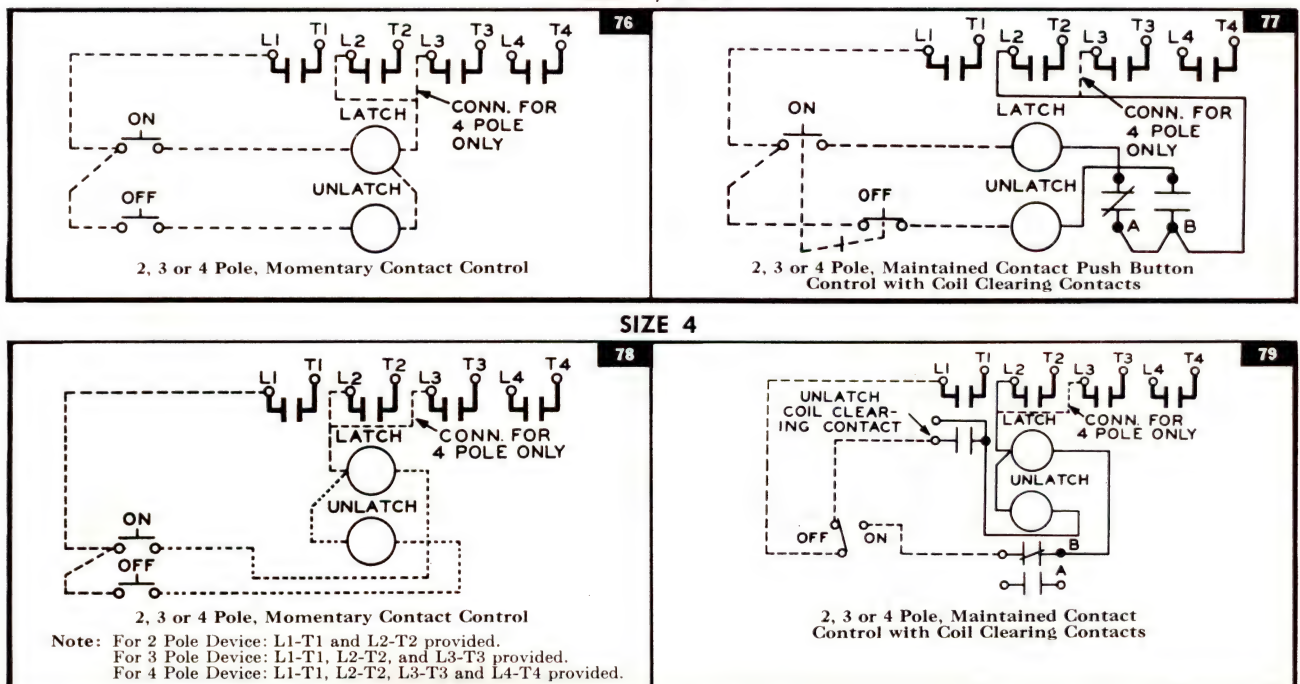 76
L1 T1 L2 T2 L3 T3 L4 T4
CONN. FOR
4 POLE
ONLY
LATCH
ON
UNLATCH
OFF
2, 3 or 4 Pole, Momentary Contact Control
77
L1 T1 L2 T2 L3 T3 L4 T4
CONN. FOR
4 POLE
ONLY
LATCH
ON
UNLATCH
OFF
A B
2, 3 or 4 Pole, Maintained Contact Push Button
Control with Coil Clearing Contacts
SIZE 4
78
L1 T1 L2 T2 L3 T3 L4 T4
LATCH
CONN. FOR
4 POLE ONLY
UNLATCH
ON
OFF
2, 3 or 4 Pole, Momentary Contact Control
Note: For 2 Pole Device: L1-T1 and L2-T2 provided.
For 3 Pole Device: L1-T1, L2-T2, and L3-T3 provided.
For 4 Pole Device: L1-T1, L2-T2, L3-T3 and L4-T4 provided.
79
L1 T1 L2 T2 L3 T3 L4 T4
UNLATCH
COIL CLEAR-
ING CONTACT
LATCH
CONN. FOR
4 POLE ONLY
UNLATCH
OFF ON
B
A
2, 3 or 4 Pole, Maintained Contact
Control with Coil Clearing Contacts